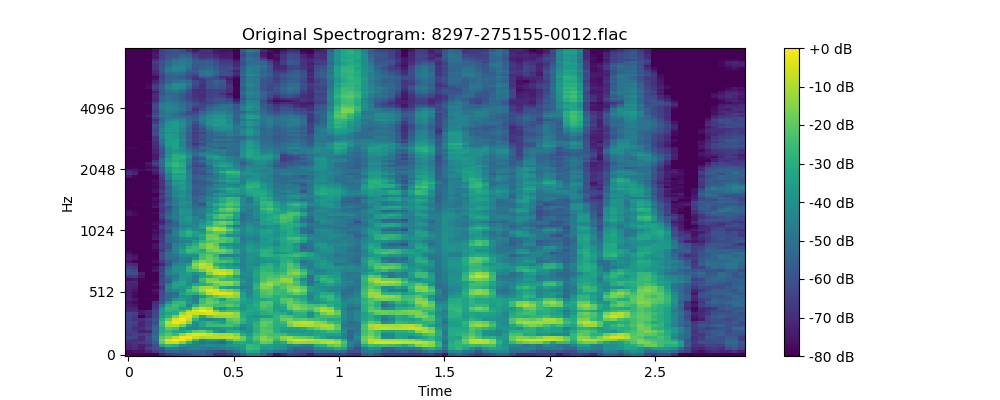 Original Spectrogram: 8297-275155-0012.flac
Hz
4096
2048
1024
512
0
0
0.5
1
1.5
2
2.5
Time
+0 dB
-10 dB
-20 dB
-30 dB
-40 dB
-50 dB
-60 dB
-70 dB
-80 dB